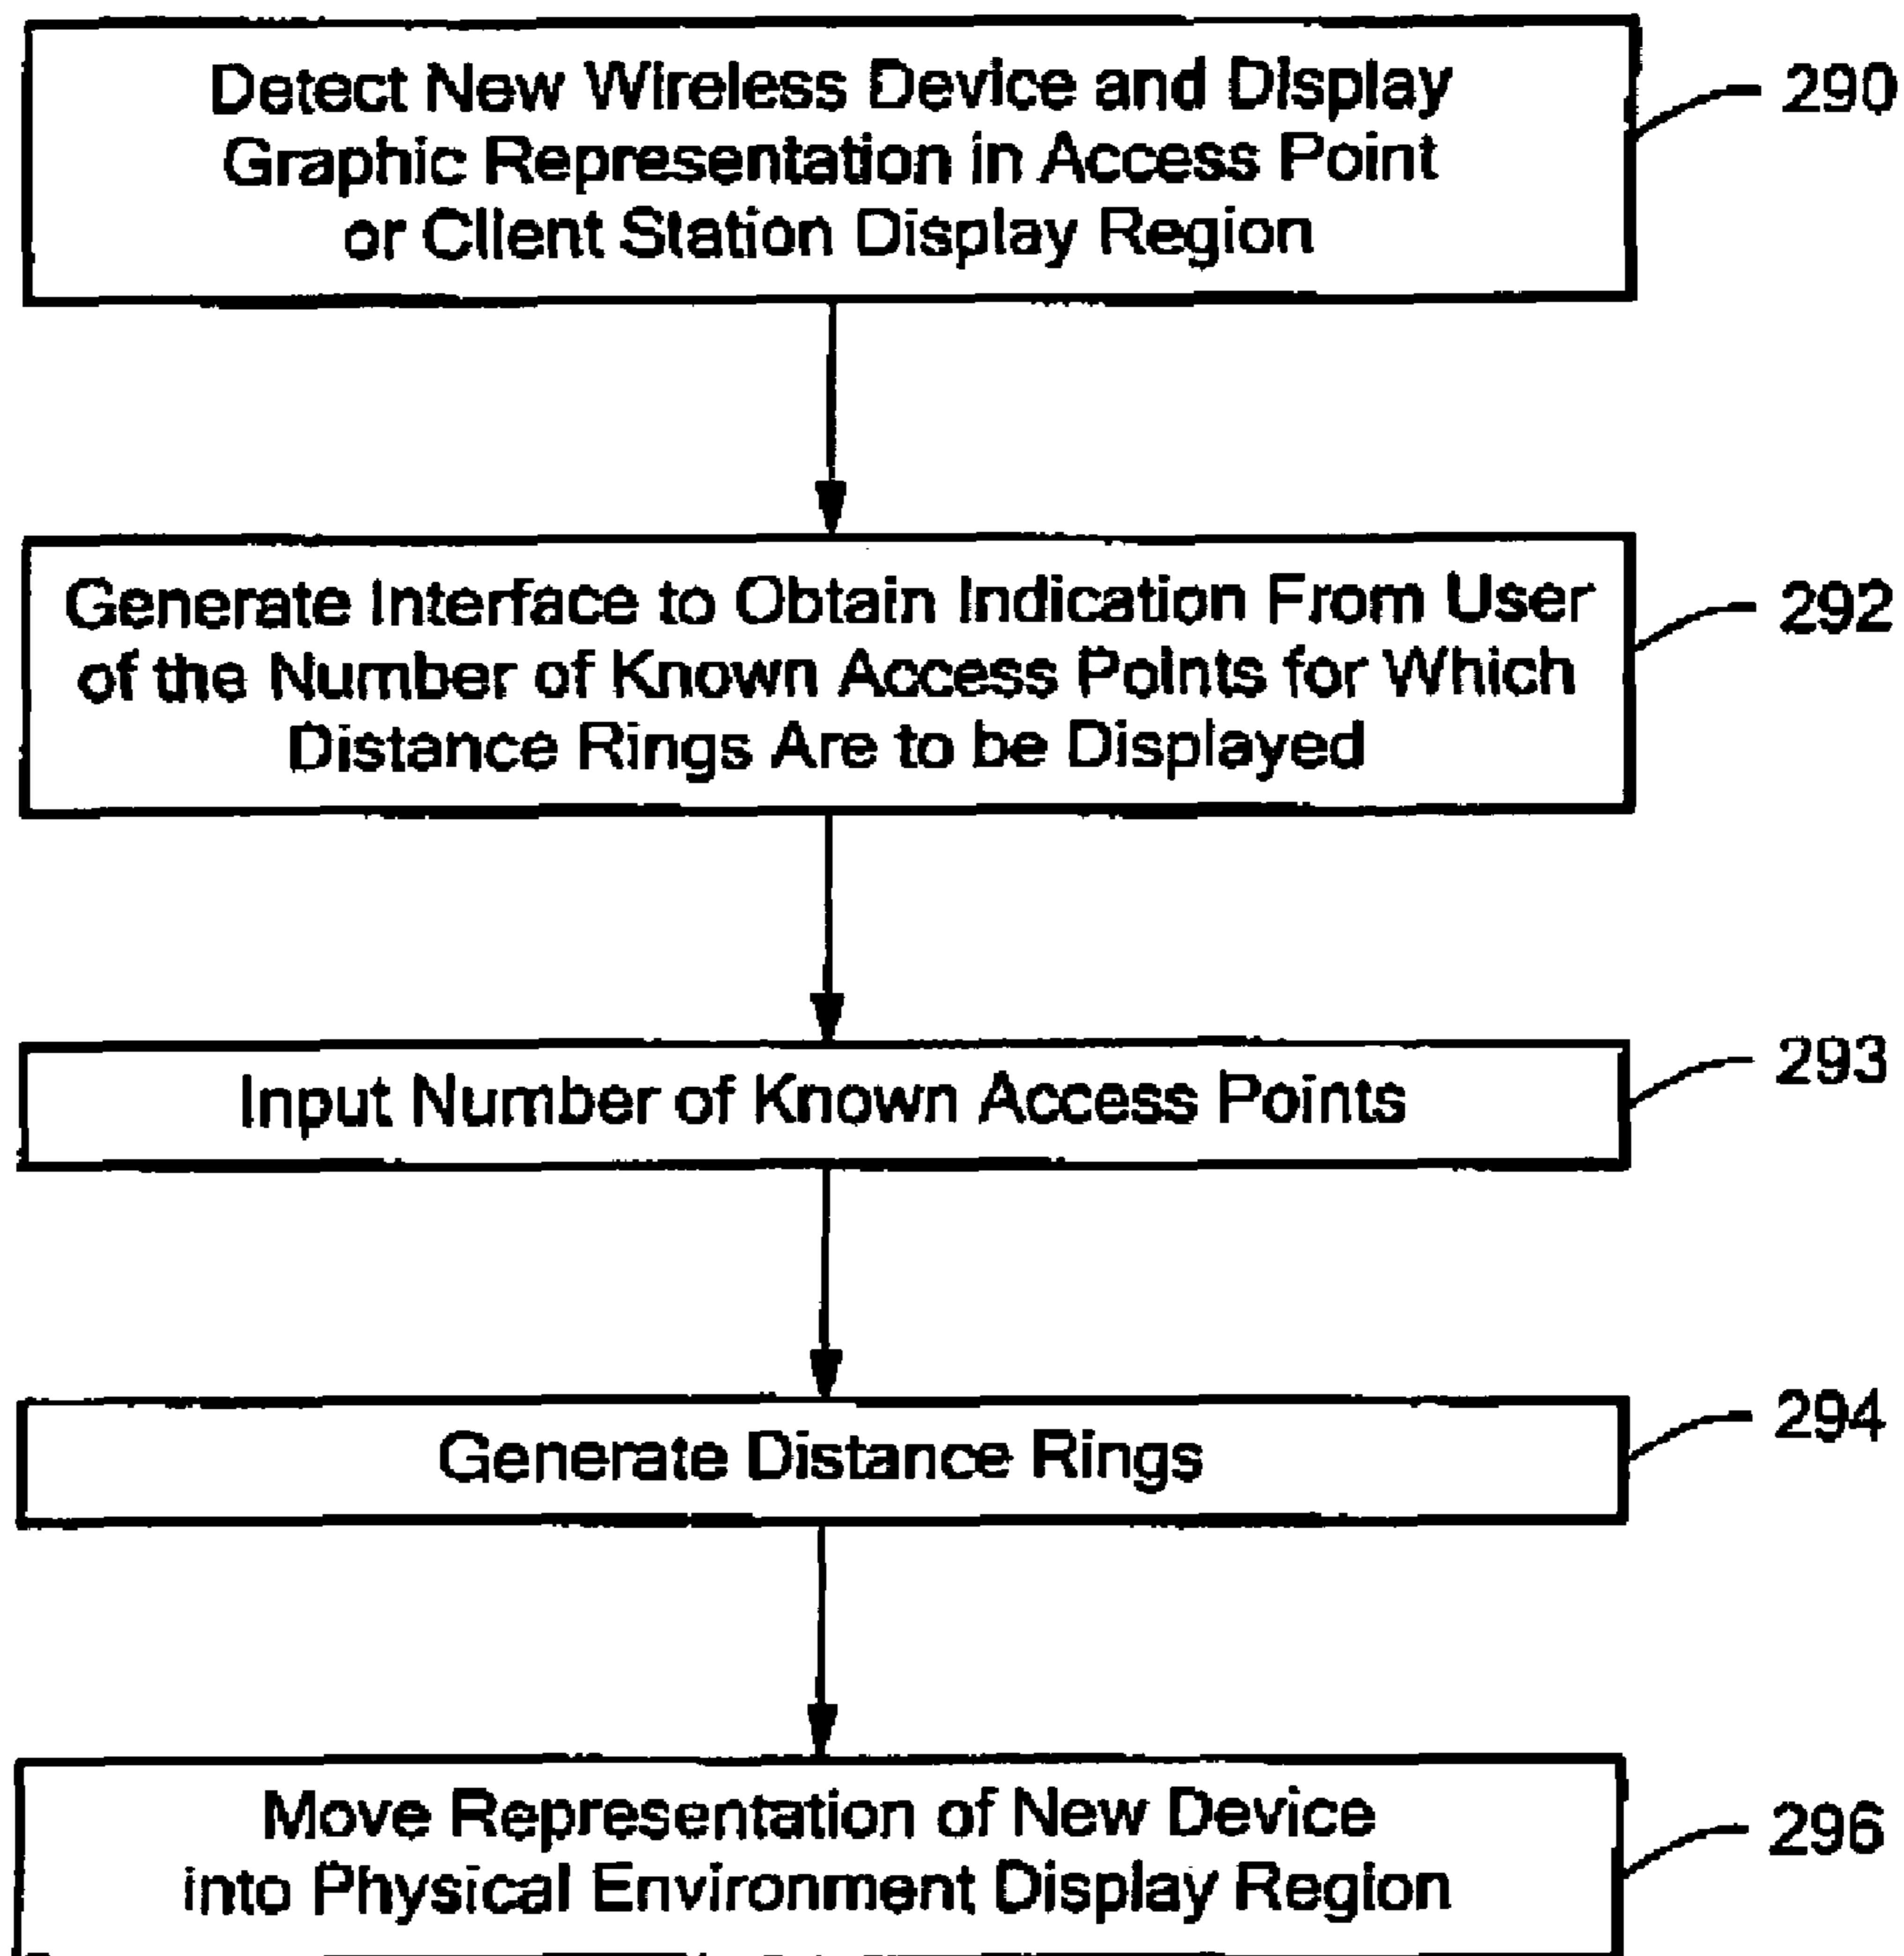 Detect New Wireless Device and Display
Graphic Representation in Access Point
or Client Station Display Region
290
Generate Interface to Obtain Indication From User
of the Number of Known Access Points for Which
Distance Rings Are to be Displayed
292
Input Number of Known Access Points
293
Generate Distance Rings
294
Move Representation of New Device
into Physical Environment Display Region
296